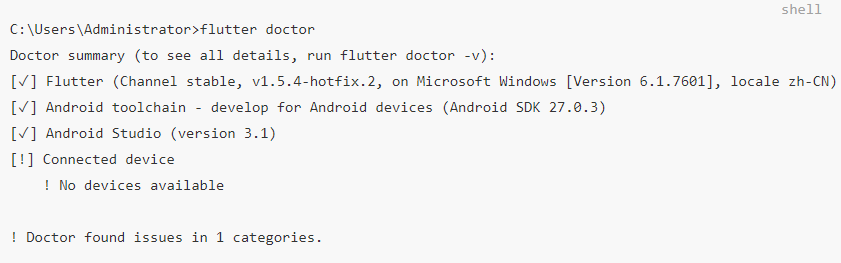 shell
C:\Users\Administrator>flutter doctor
Doctor summary (to see all details, run flutter doctor -v):
[√] Flutter (Channel stable, v1.5.4-hotfix.2, on Microsoft Windows [Version 6.1.7601], locale zh-CN)
[√] Android toolchain - develop for Android devices (Android SDK 27.0.3)
[√] Android Studio (version 3.1)
[!] Connected device
    ! No devices available
! Doctor found issues in 1 categories.